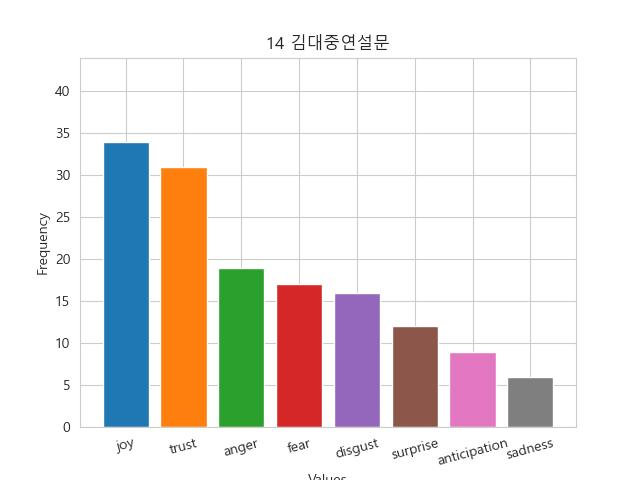 14 김대중연설문
40
35
30
25
20
15
10
5
0
Frequency
joy trust anger fear disgust surprise anticipation sadness
Values